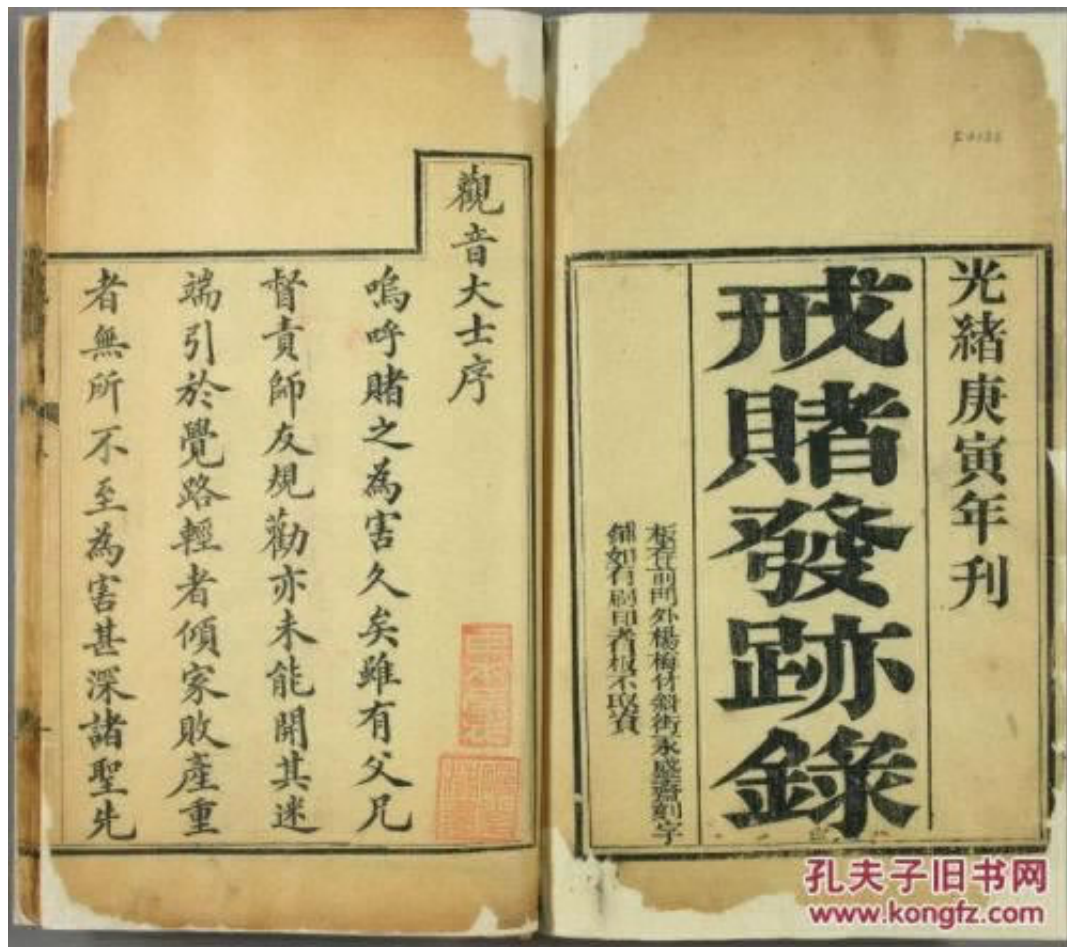 光緒庚寅年刊
戒賭發跡錄
板存前門外楊梅竹斜街永盛齋刻字
鋪如有刷印者板不取資
觀音大士序
嗚呼賭之為害久矣雖有父兄
督責師友規勸亦未能開其迷
端引於覺路輕者傾家敗產重
者無所不至為害甚深諸聖先
孔夫子旧书网
www.kongfz.com